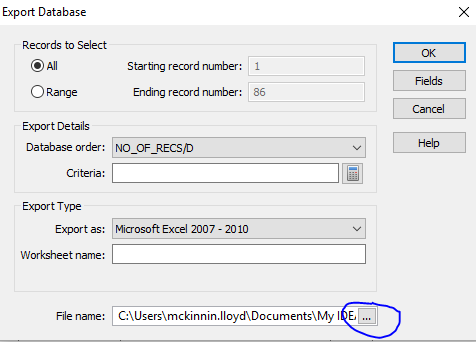 Export Database
Records to Select
All
Starting record number: 1
Range
Ending record number: 86
OK
Fields
Cancel
Help
Export Details
Database order: NO_OF_RECS/D
Criteria:
Export Type
Export as: Microsoft Excel 2007 - 2010
Worksheet name:
File name: C:\Users\mckinnin.lloyd\Documents\My IDEA ...